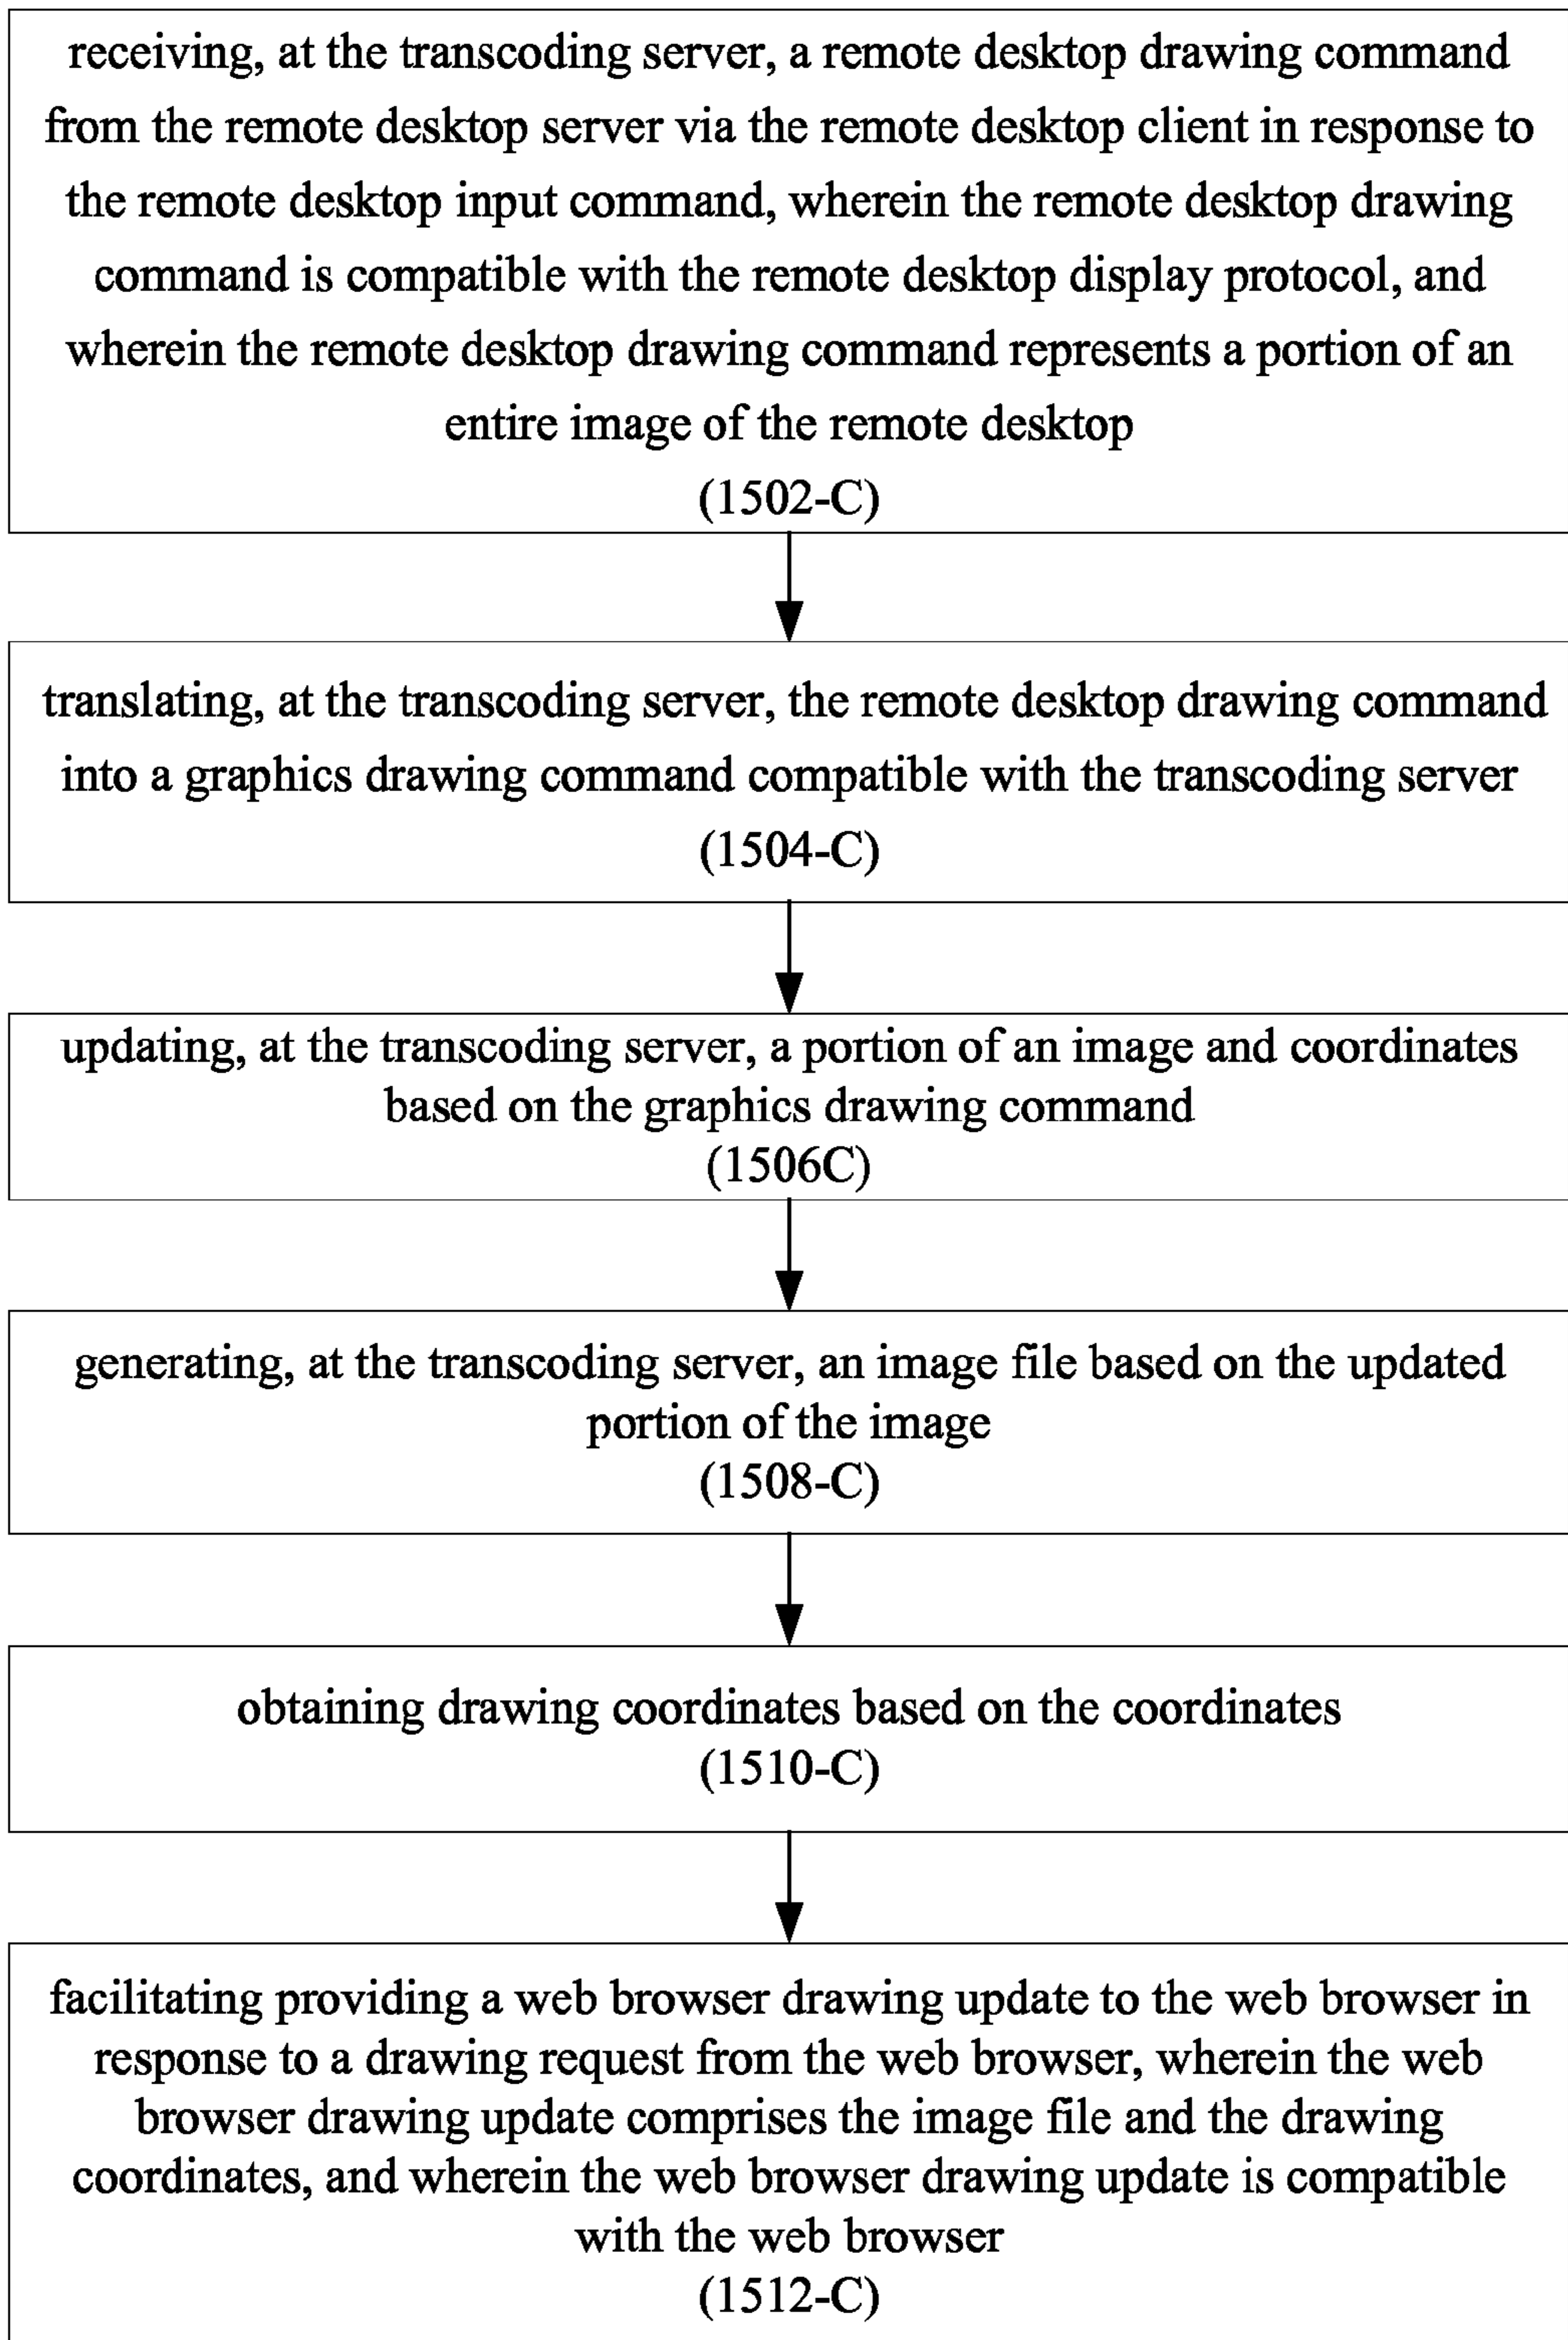 receiving, at the transcoding server, a remote desktop drawing command
from the remote desktop server via the remote desktop client in response to
the remote desktop input command, wherein the remote desktop drawing
command is compatible with the remote desktop display protocol, and
wherein the remote desktop drawing command represents a portion of an
entire image of the remote desktop
(1502-C)
translating, at the transcoding server, the remote desktop drawing command
into a graphics drawing command compatible with the transcoding server
(1504-C)
updating, at the transcoding server, a portion of an image and coordinates
based on the graphics drawing command
(1506C)
generating, at the transcoding server, an image file based on the updated
portion of the image
(1508-C)
obtaining drawing coordinates based on the coordinates
(1510-C)
facilitating providing a web browser drawing update to the web browser in
response to a drawing request from the web browser, wherein the web
browser drawing update comprises the image file and the drawing
coordinates, and wherein the web browser drawing update is compatible
with the web browser
(1512-C)